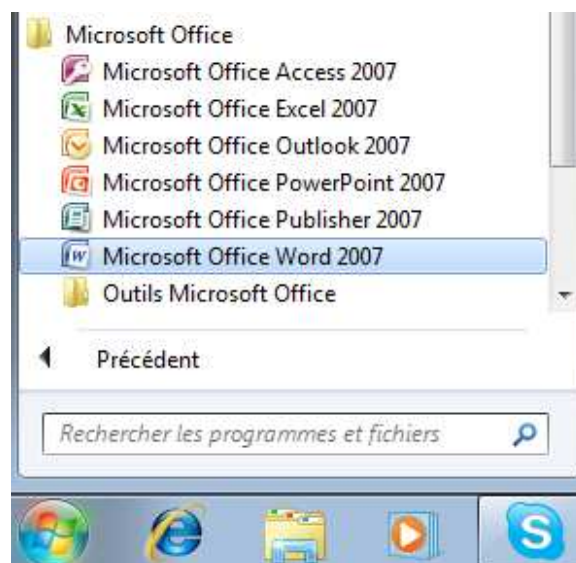 Microsoft Office
Microsoft Office Access 2007
Microsoft Office Excel 2007
Microsoft Office Outlook 2007
Microsoft Office PowerPoint 2007
Microsoft Office Publisher 2007
Microsoft Office Word 2007
Outils Microsoft Office
Précédent
Rechercher les programmes et fichiers